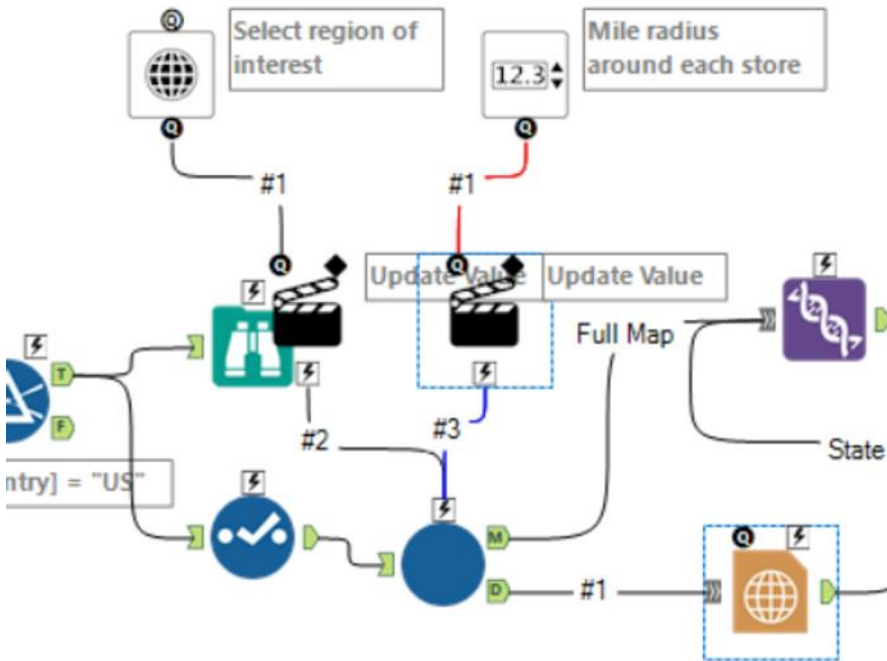 Q
Select region of
interest
Mile radius
around each store
12.3
Q
Q
#1
#1
Q
Q
Update Value
Update Value
Full Map
T
F
#2
#3
State
ntry] = "US"
M
D
#1
Q